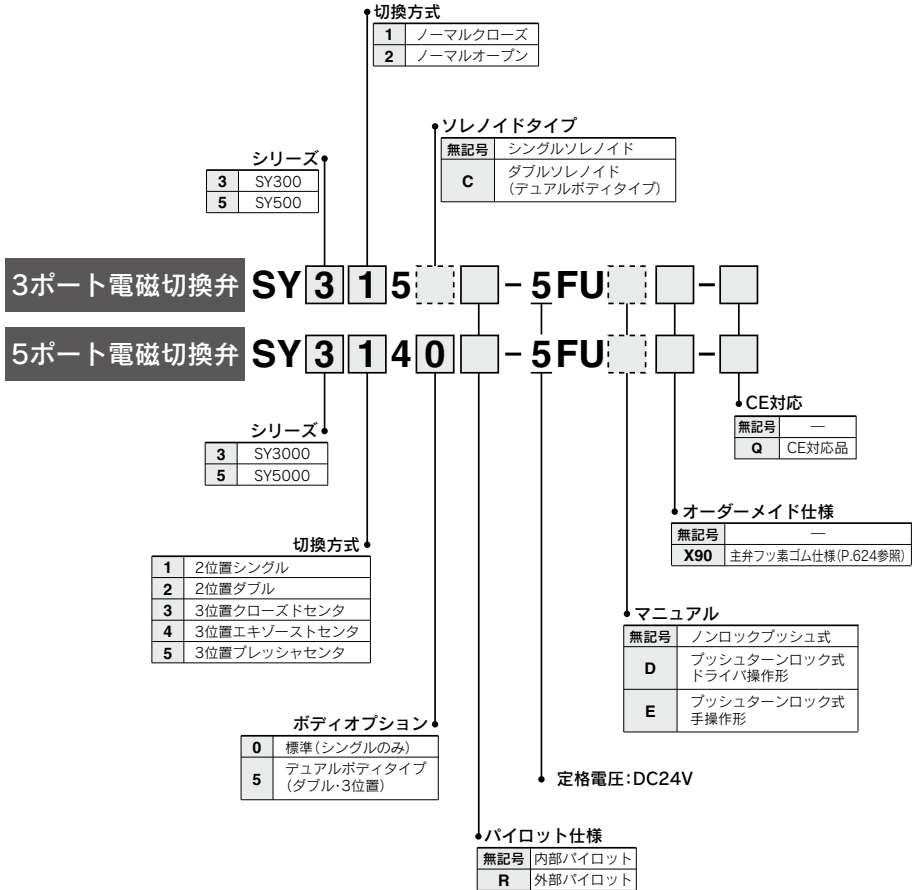 切換方式
1 ノーマルクローズ
2 ノーマルオープン
ソレノイドタイプ
無記号 シングルソレノイド
C ダブルソレノイド
(デュアルボディタイプ)
シリーズ
3 SY300
5 SY500
3ポート電磁切換弁 SY 3 1 5 - 5 FU -
5ポート電磁切換弁 SY 3 1 4 0 - 5 FU -
CE対応
無記号 —
Q CE対応品
シリーズ
3 SY3000
5 SY5000
オーダーメイド仕様
無記号 —
X90 主弁フッ素ゴム仕様(P.624参照)
切換方式
1 2位置シングル
2 2位置ダブル
3 3位置クローズドセンタ
4 3位置エキゾーストセンタ
5 3位置プレッシャセンタ
マニュアル
無記号 ノンロックプッシュ式
D プッシュターンロック式
ドライバ操作形
E プッシュターンロック式
手操作形
ボディオプション
0 標準(シングルのみ)
5 デュアルボディタイプ
(ダブル・3位置)
定格電圧:DC24V
パイロット仕様
無記号 内部パイロット
R 外部パイロット